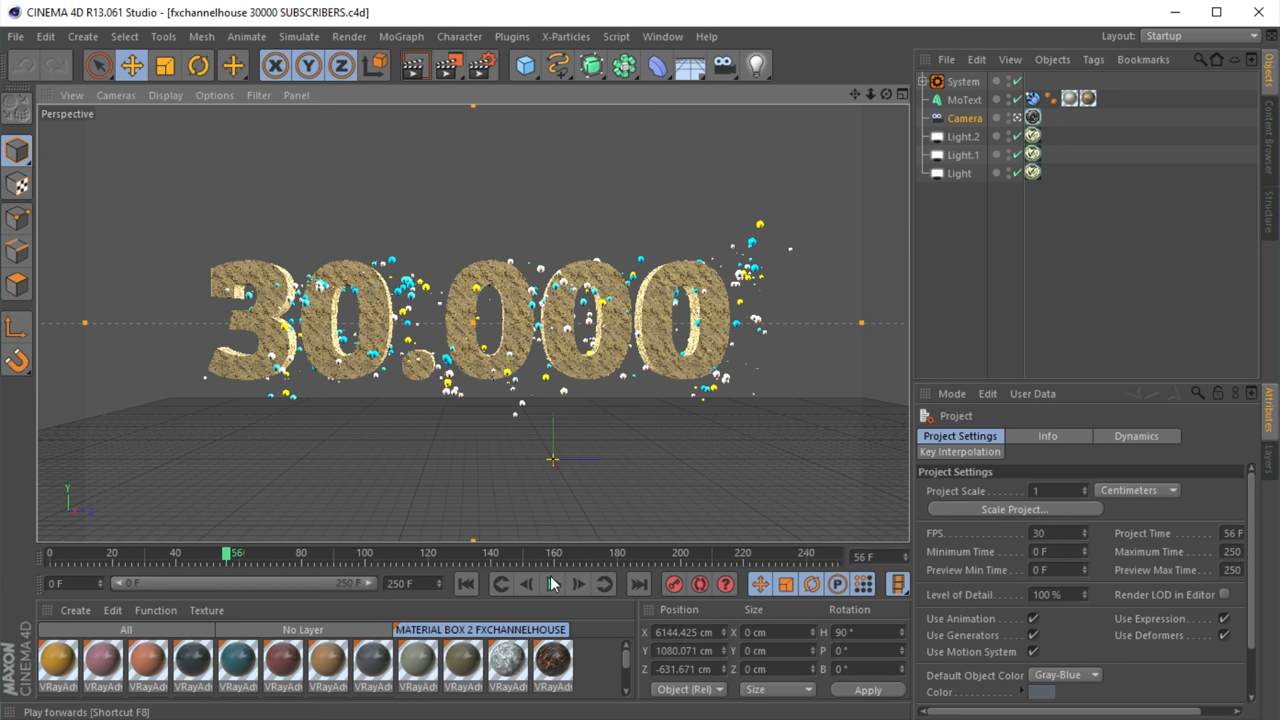 CINEMA 4D R13.061 Studio - [fxchannelhouse 30000 SUBSCRIBERS.c4d]
File Edit Create Select Tools Mesh Animate Simulate Render MoGraph Character Plugins X-Particles Script Window Help Layout: Startup
X Y Z
File Edit View Objects Tags Bookmarks
View Cameras Display Options Filter Panel
Perspective
System
MoText
Camera
Light.2
Light.1
Light
Objects
Content Browser
Structure
30.000
Y
X Z
Mode Edit User Data
Project
Project Settings Info Dynamics
Key Interpolation
Project Settings
Project Scale 1 Centimeters
Scale Project...
FPS 30 Project Time 56 F
Minimum Time 0 F Maximum Time 250
Preview Min Time 0 F Preview Max Time 250
Level of Detail 100 % Render LOD in Editor
Use Animation Use Expression
Use Generators Use Deformers
Use Motion System
Default Object Color Gray-Blue
Color
Attributes
Layers
0 20 40 56 80 100 120 140 160 180 200 220 240 56 F
0 F 0 F 250 F 250 F
P
Create Edit Function Texture
All No Layer MATERIAL BOX 2 FXCHANNELHOUSE
VRayAdv VRayAdv VRayAdv VRayAdv VRayAdv VRayAdv VRayAdv VRayAdv VRayAdv VRayAdv VRayAdv VRayAdv
Position Size Rotation
X 6144.425 cm X 0 cm H 90 °
Y 1080.071 cm Y 0 cm P 0 °
Z -631.671 cm Z 0 cm B 0 °
Object (Rel) Size Apply
MAXON
CINEMA 4D
Play forwards [Shortcut F8]